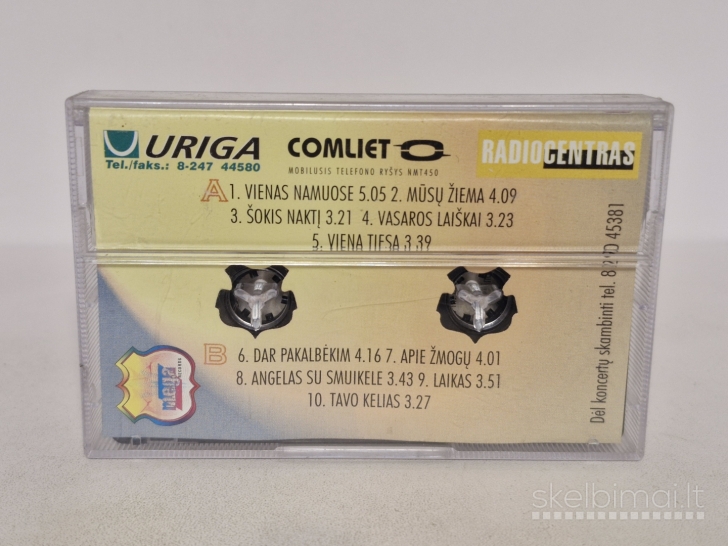 URIGA
Tel./faks.: 8-247 44580
COMLIET
MOBILUSIS TELEFONO RYŠYS NMT450
RADIOCENTRAS
A
1. VIENAS NAMUOSE 5.05 2. MŪSŲ ŽIEMA 4.09
3. ŠOKIS NAKTĮ 3.21 4. VASAROS LAIŠKAI 3.23
5. VIENA TIESA 3.39
B
6. DAR PAKALBĖKIM 4.16 7. APIE ŽMOGŲ 4.01
8. ANGELAS SU SMUIKELE 3.43 9. LAIKAS 3.51
10. TAVO KELIAS 3.27
mega
Dėl koncertų skambinti tel. 45381
skelbimai.lt